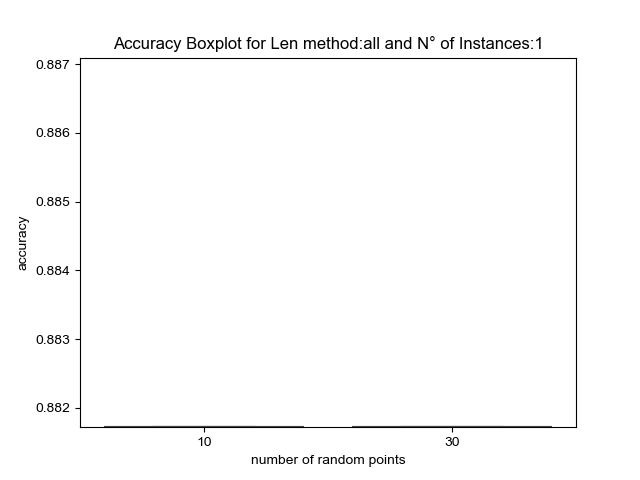 Accuracy Boxplot for Len method:all and N° of Instances:1
0.887
0.886
0.885
0.884
0.883
0.882
accuracy
10 30
number of random points